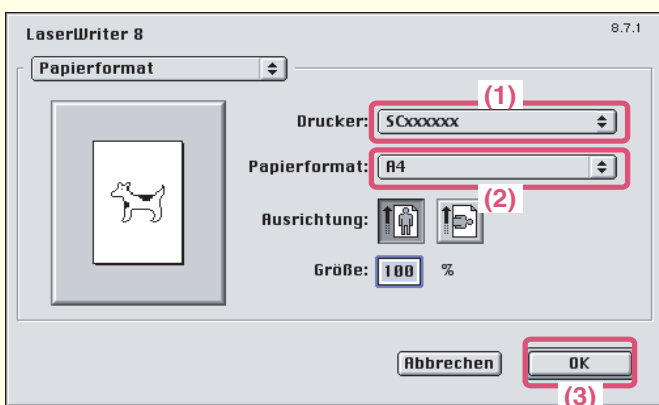 LaserWriter 8 8.7.1
Papierformat
(1)
Drucker: SCxxxxxx
Papierformat: A4
(2)
Ausrichtung:
Größe: 100 %
Abbrechen OK
(3)